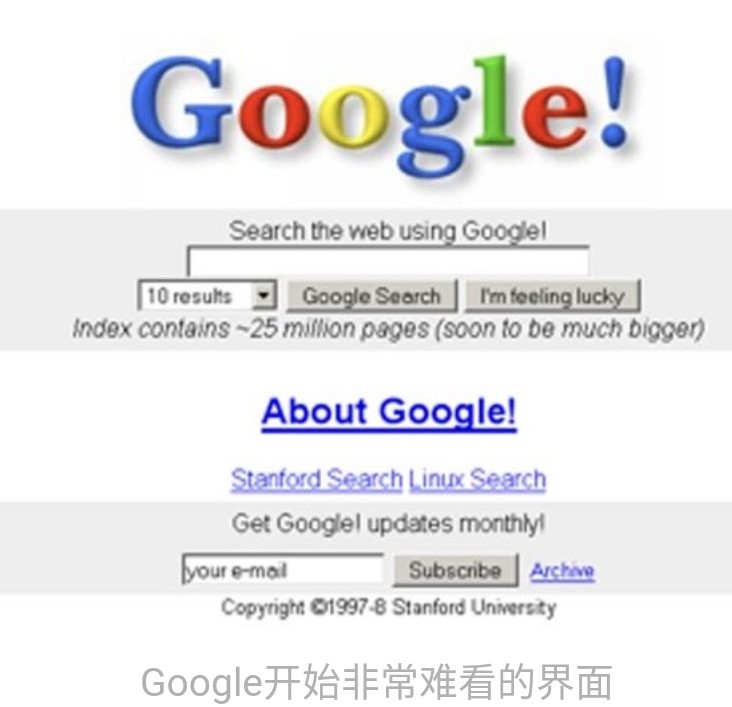 Google!
Search the web using Google!
10 results Google Search I'm feeling lucky
Index contains ~25 million pages (soon to be much bigger)
About Google!
Stanford Search Linux Search
Get Google! updates monthly!
your e-mail Subscribe Archive
Copyright ©1997-8 Stanford University
Google开始非常难看的界面